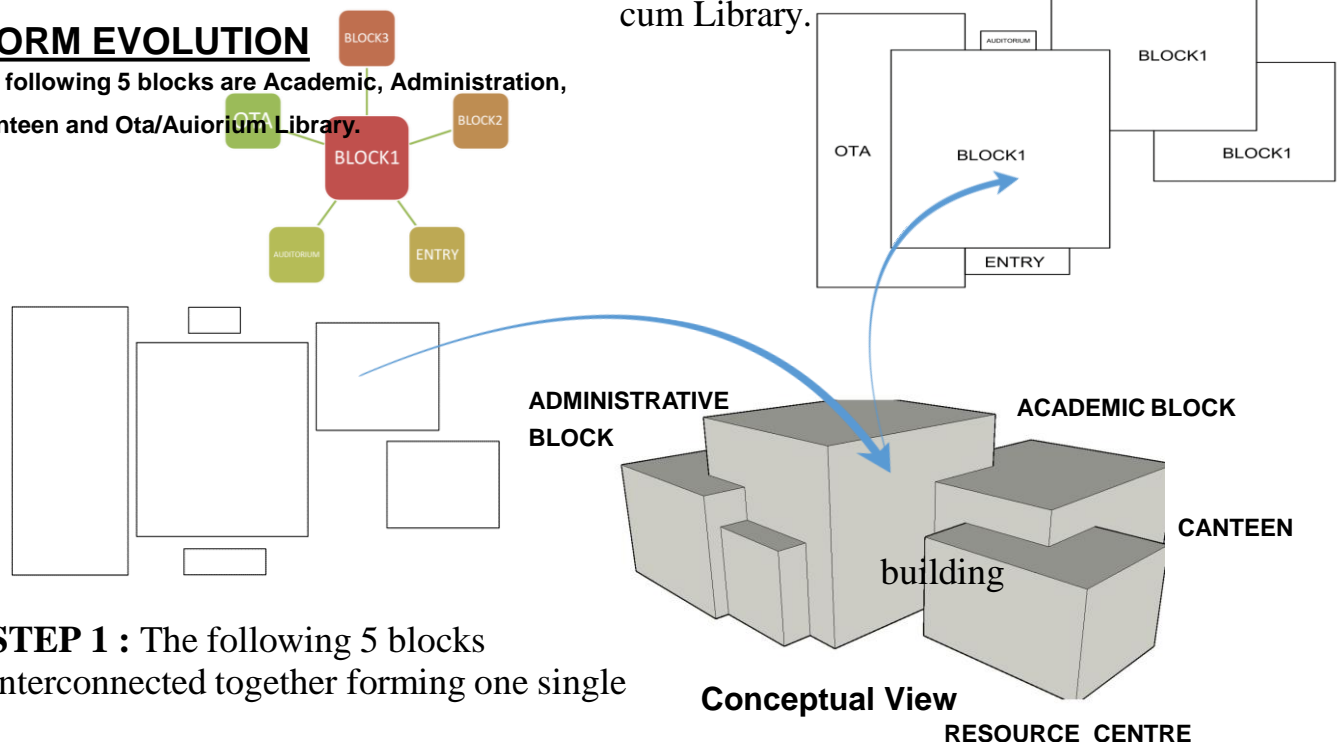 cum Library.
ORM EVOLUTION
following 5 blocks are Academic, Administration,
nteen and Ota/Auiorium Library.
BLOCK3
OTA
BLOCK2
BLOCK1
AUDITORIUM
ENTRY
AUDITORIUM
BLOCK1
OTA
BLOCK1
BLOCK1
ENTRY
ADMINISTRATIVE
BLOCK
ACADEMIC BLOCK
CANTEEN
building
STEP 1 : The following 5 blocks
nterconnected together forming one single
Conceptual View
RESOURCE CENTRE